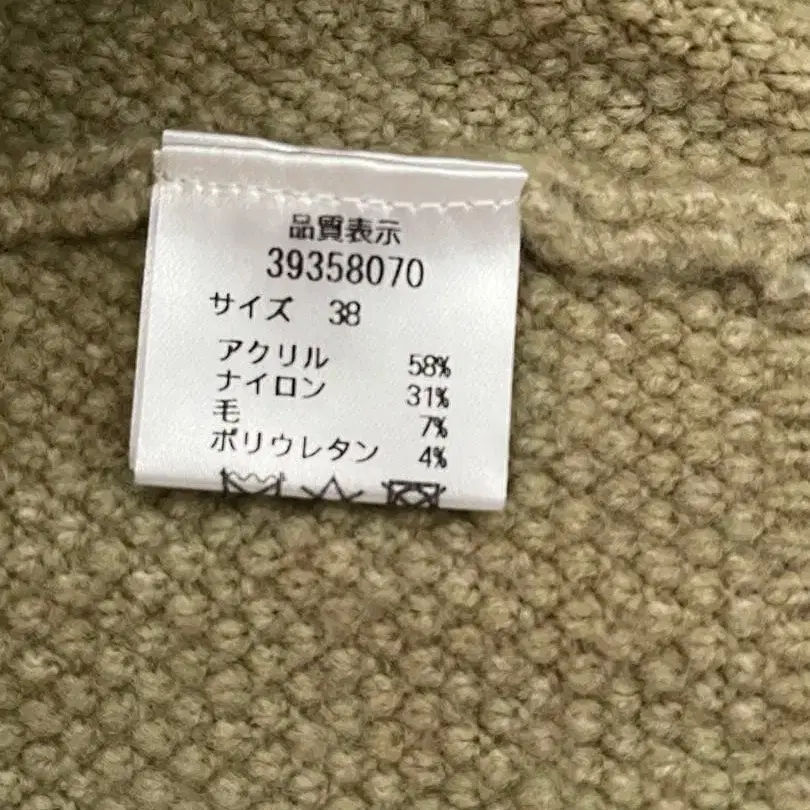 品質表示
39358070
サイズ 38
アクリル 58%
ナイロン 31%
毛 7%
ポリウレタン 4%